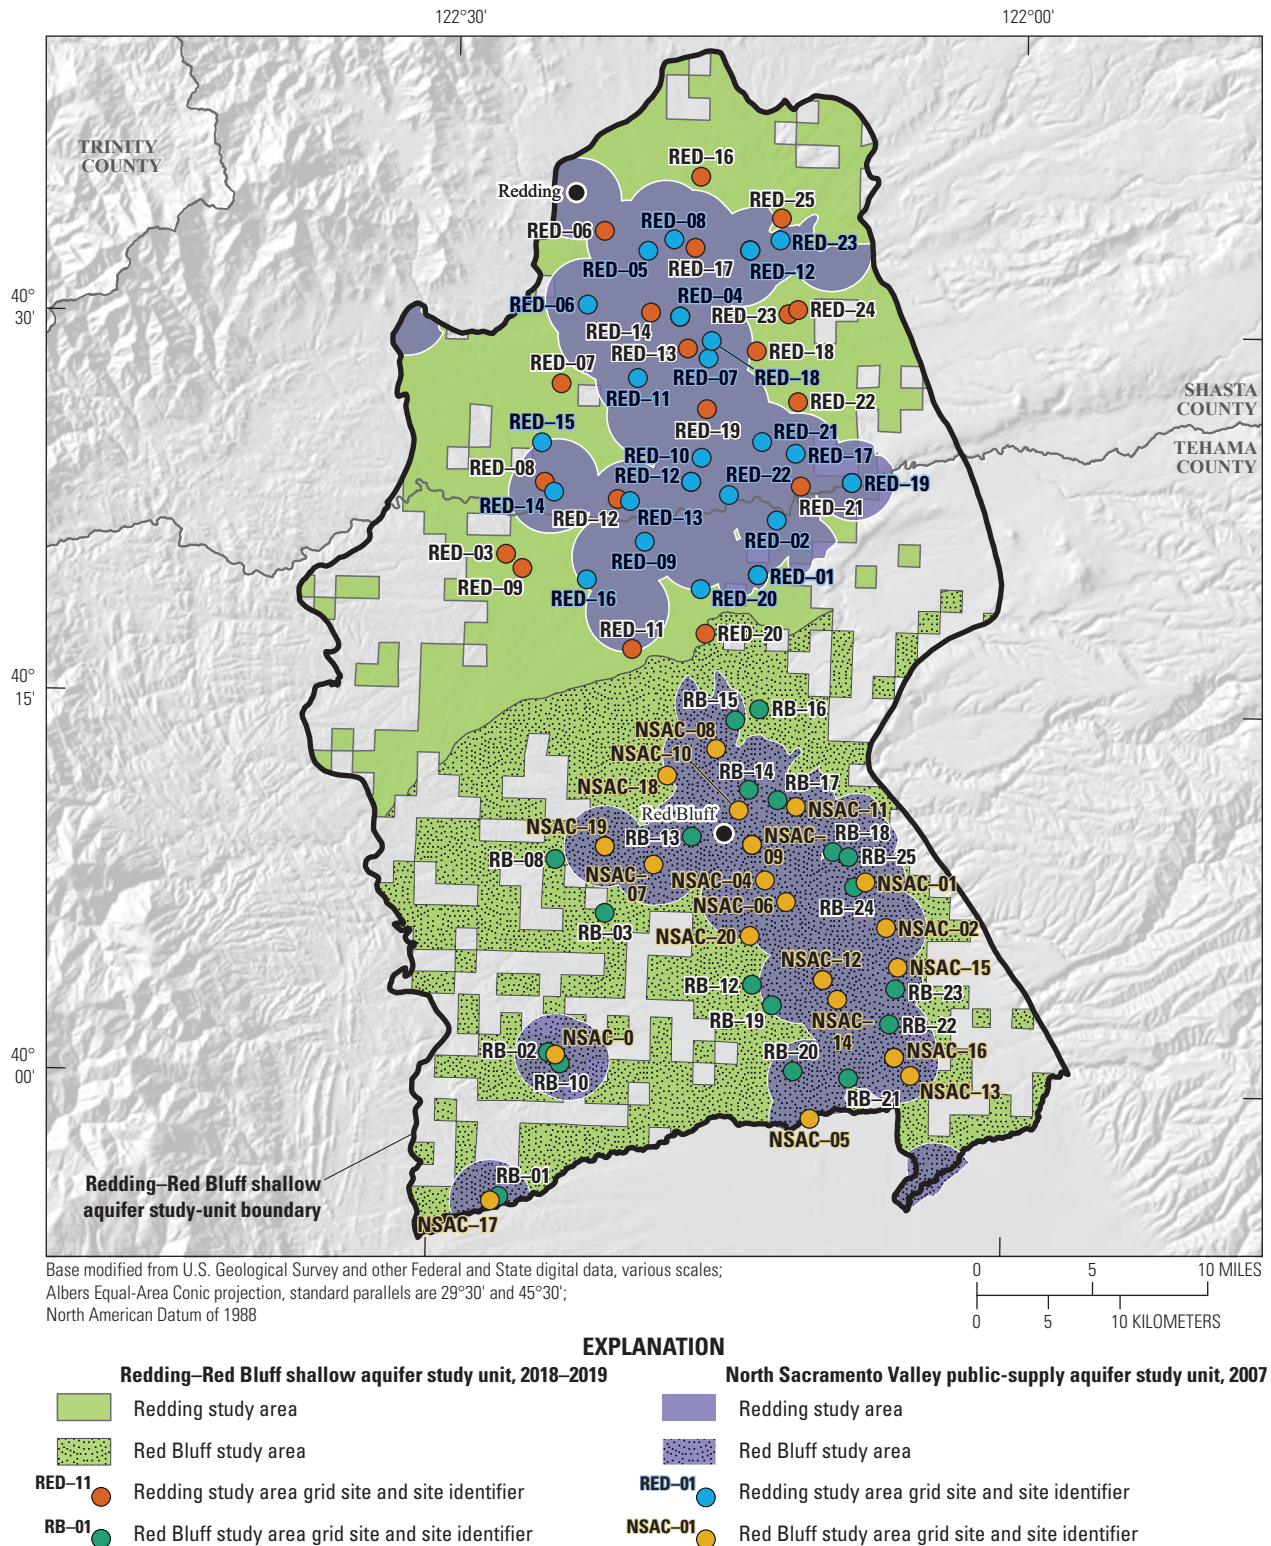 122°30'
122°00'
TRINITY
COUNTY
RED–16
Redding
RED–25
RED–08
RED–06
RED–23
RED–05
RED–17
RED–12
40°
30'
RED–06
RED–04
RED–24
RED–23
RED–14
RED–13
RED–18
RED–07
RED–07
RED–18
RED–11
RED–22
SHASTA
COUNTY
RED–15
RED–19
RED–21
TEHAMA
COUNTY
RED–10
RED–17
RED–08
RED–12
RED–22
RED–19
RED–14
RED–12
RED–13
RED–21
RED–02
RED–03
RED–09
RED–09
RED–01
RED–16
RED–20
RED–11
RED–20
40°
15'
RB–15
RB–16
NSAC–08
NSAC–10
RB–14
RB–17
NSAC–18
NSAC–11
Red Bluff
NSAC–19
RB–13
NSAC–
09
RB–18
RB–08
RB–25
NSAC–
07
NSAC–04
NSAC–01
NSAC–06
RB–24
RB–03
NSAC–20
NSAC–02
NSAC–12
NSAC–15
RB–12
RB–23
RB–19
NSAC–
14
RB–22
NSAC–0
RB–02
RB–20
NSAC–16
40°
00'
RB–10
NSAC–13
RB–21
NSAC–05
RB–01
Redding–Red Bluff shallow
aquifer study-unit boundary
NSAC–17
Base modified from U.S. Geological Survey and other Federal and State digital data, various scales;
Albers Equal-Area Conic projection, standard parallels are 29°30' and 45°30';
North American Datum of 1988
0 5 10 MILES
0 5 10 KILOMETERS
EXPLANATION
Redding–Red Bluff shallow aquifer study unit, 2018–2019
Redding study area
Red Bluff study area
RED–11 Redding study area grid site and site identifier
RB–01 Red Bluff study area grid site and site identifier
North Sacramento Valley public-supply aquifer study unit, 2007
Redding study area
Red Bluff study area
RED–01 Redding study area grid site and site identifier
NSAC–01 Red Bluff study area grid site and site identifier